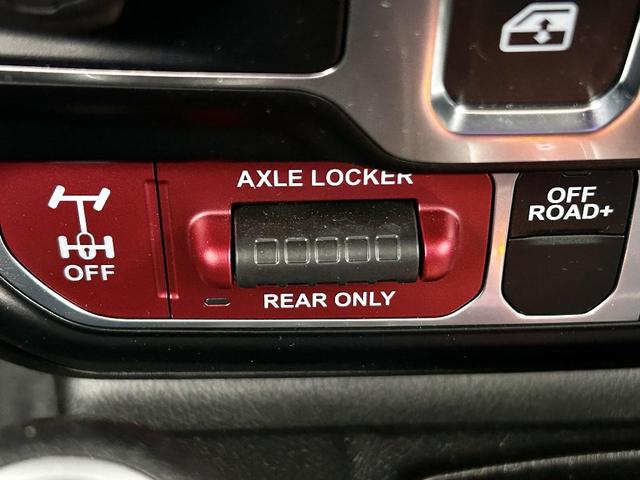 AXLE LOCKER
OFF
REAR ONLY
OFF
ROAD+